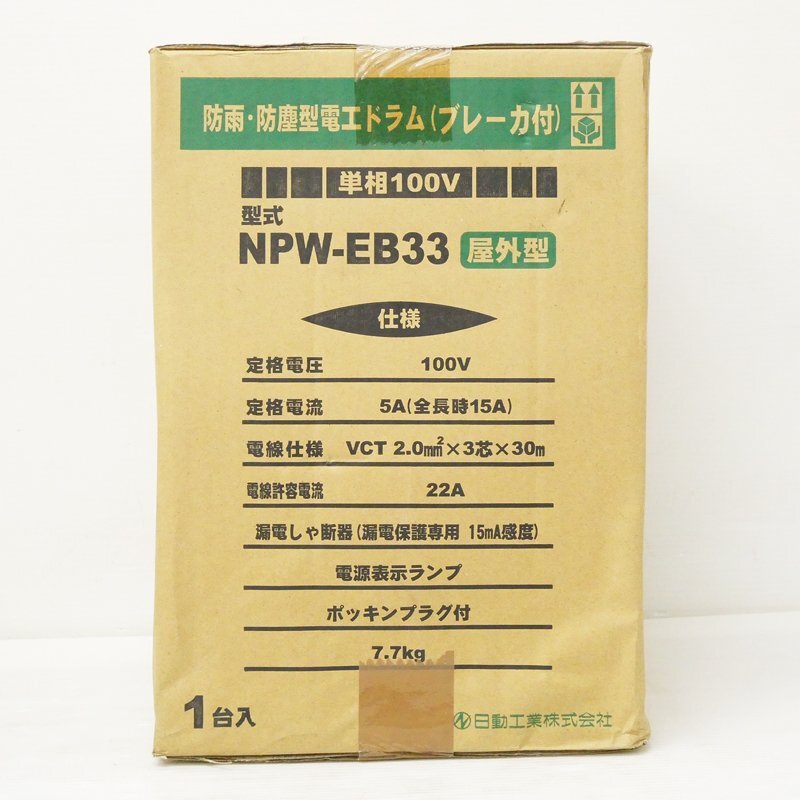 防雨・防塵型電工ドラム(ブレーカ付)
単相100V
型式
NPW-EB33 屋外型
仕様
定格電圧 100V
定格電流 5A(全長時15A)
電線仕様 VCT 2.0mm²×3芯×30m
電線許容電流 22A
漏電しゃ断器(漏電保護専用 15mA感度)
電源表示ランプ
ポッキンプラグ付
7.7kg
1台入 日動工業株式会社